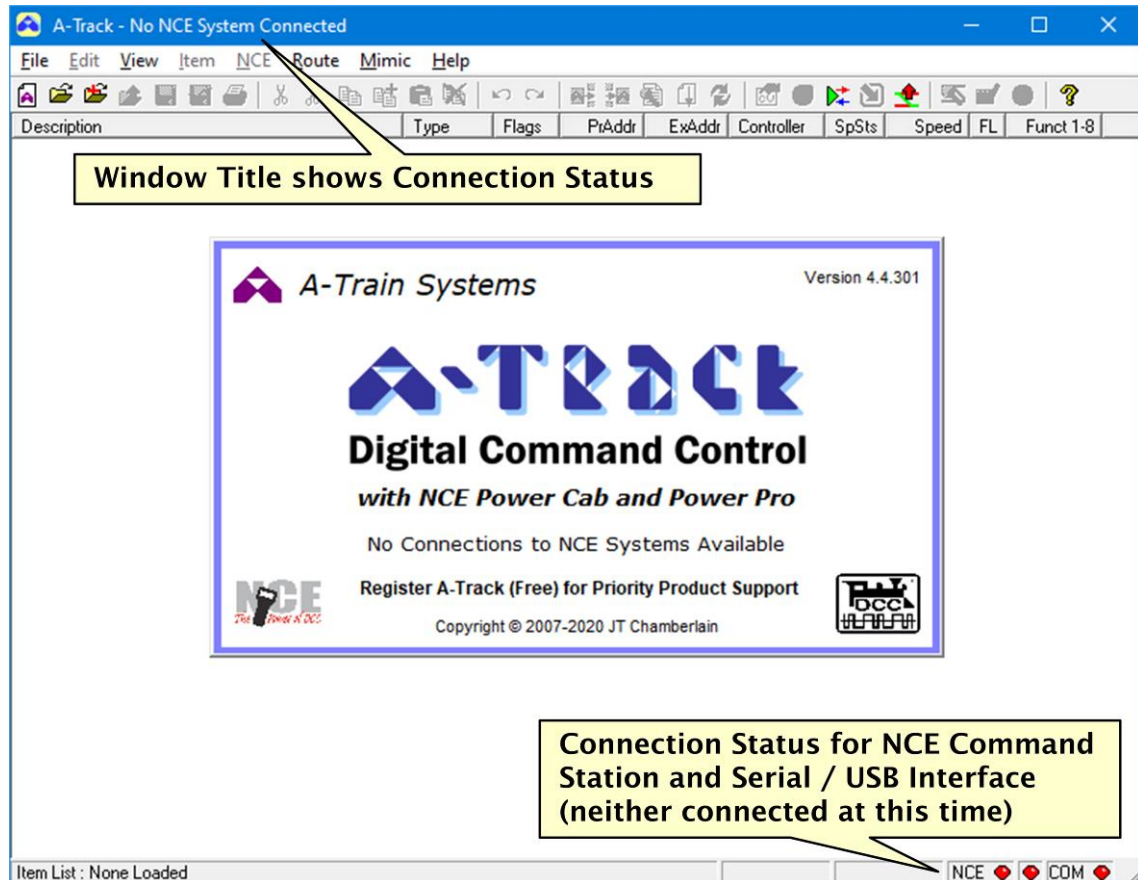 A-Track - No NCE System Connected
File Edit View Item NCE Route Mimic Help
Description Type Flags PrAddr ExAddr Controller SpSts Speed FL Funct 1-8
Window Title shows Connection Status
A-Train Systems
Version 4.4.301
A-TRACK
Digital Command Control
with NCE Power Cab and Power Pro
No Connections to NCE Systems Available
Register A-Track (Free) for Priority Product Support
NCE
The Power of DCC
DCC
Copyright © 2007-2020 JT Chamberlain
Connection Status for NCE Command
Station and Serial / USB Interface
(neither connected at this time)
Item List : None Loaded
NCE COM